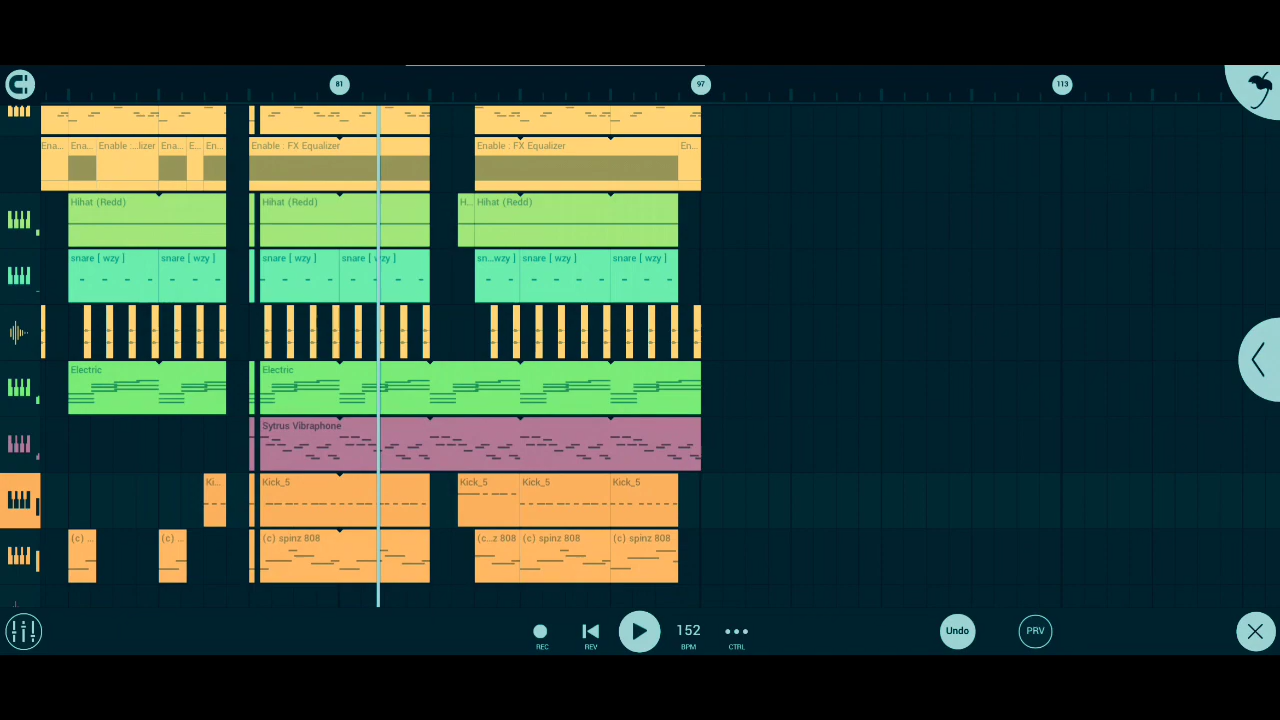 81 97 113
Ena... Ena... Enable :...lizer Ena... E... En... Enable : FX Equalizer Enable : FX Equalizer En...
Hihat (Redd) Hihat (Redd) H... Hihat (Redd)
snare [ wzy ] snare [ wzy ] snare [ wzy ] snare [ wzy ] sn...wzy ] snare [ wzy ] snare [ wzy ]
Electric Electric
Sytrus Vibraphone
Ki... Kick_5 Kick_5 Kick_5 Kick_5
(c) ... (c) ... (c) spinz 808 (c...z 808 (c) spinz 808 (c) spinz 808
152 Undo PRV
REC REV BPM CTRL